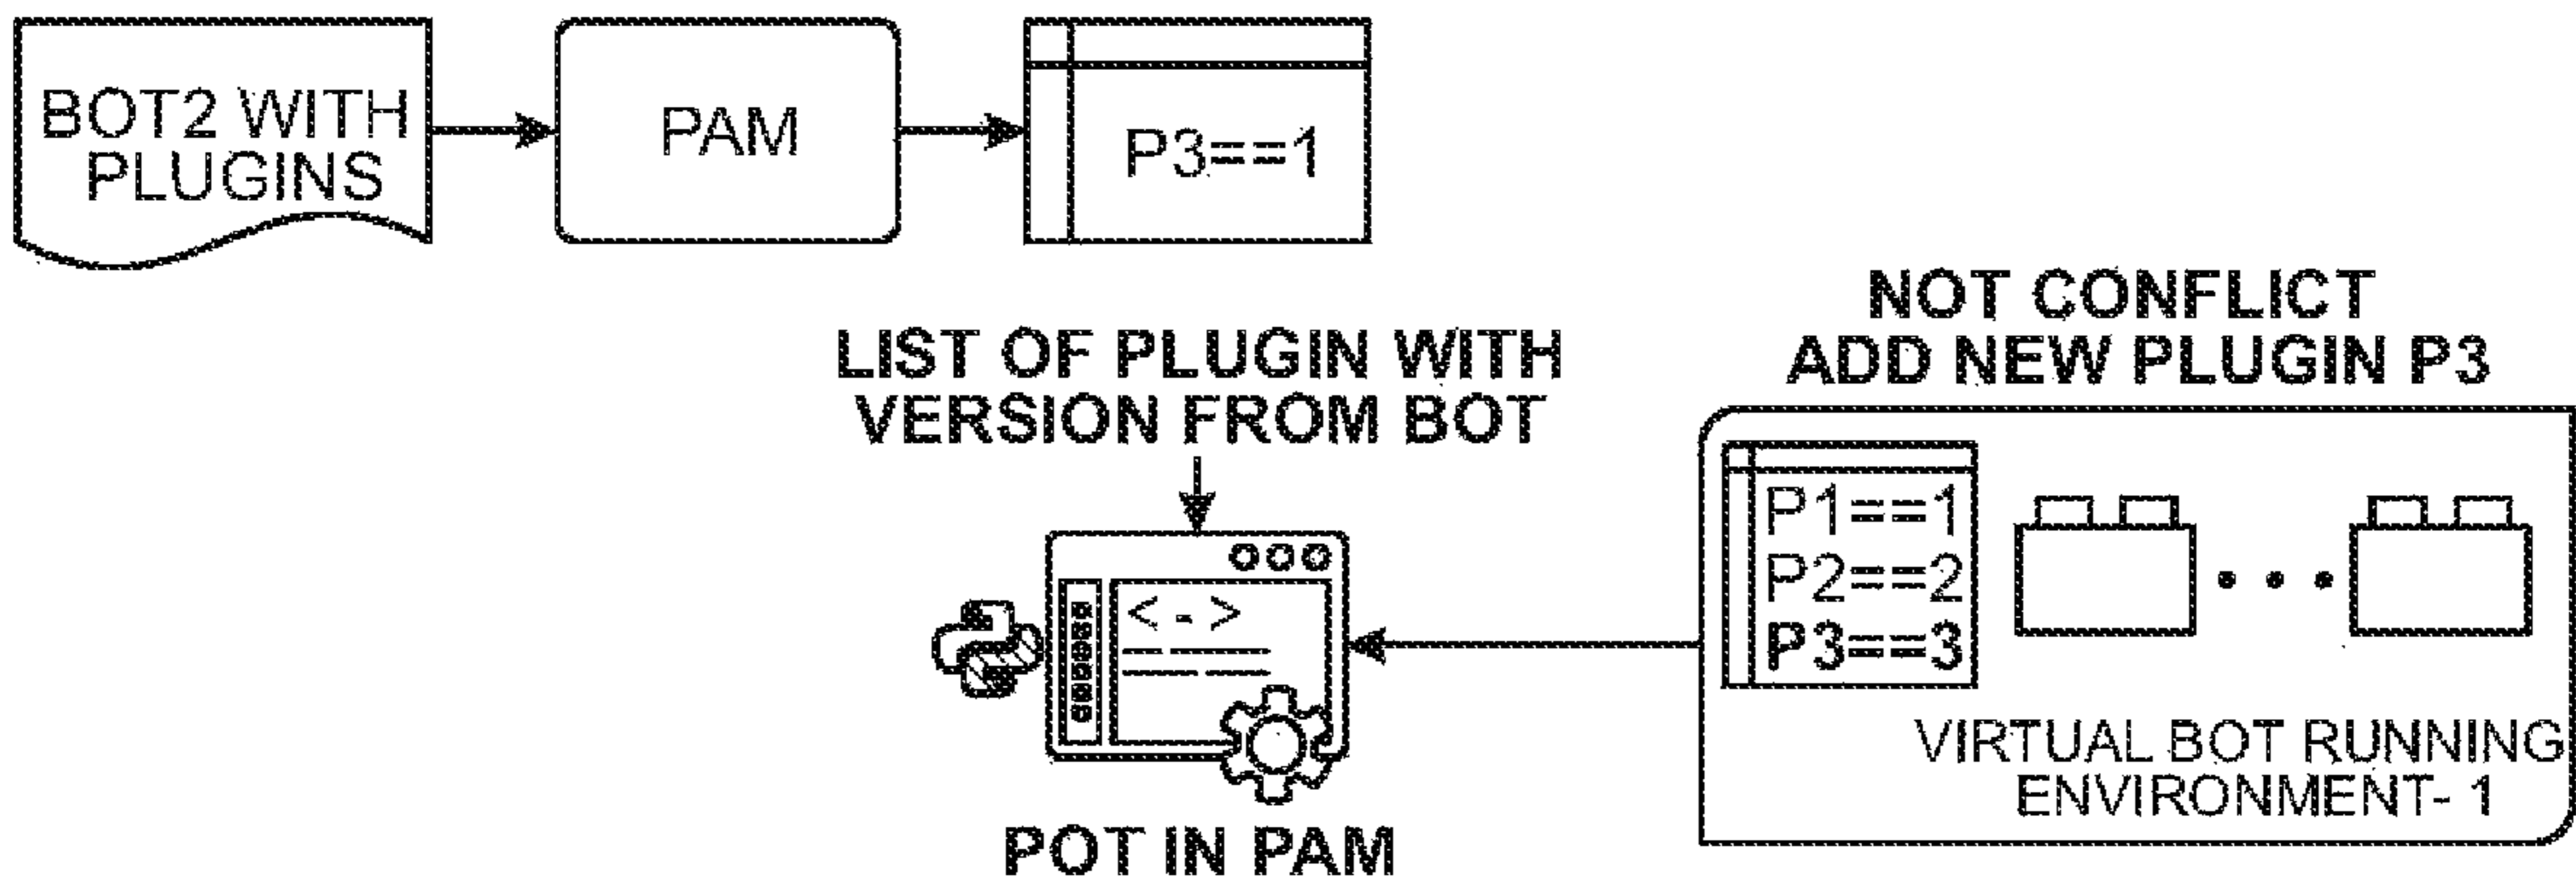 BOT2 WITH
PLUGINS
PAM
P3==1
LIST OF PLUGIN WITH
VERSION FROM BOT
NOT CONFLICT
ADD NEW PLUGIN P3
P1==1
P2==2
P3==3
< - >
VIRTUAL BOT RUNNING
ENVIRONMENT- 1
POT IN PAM